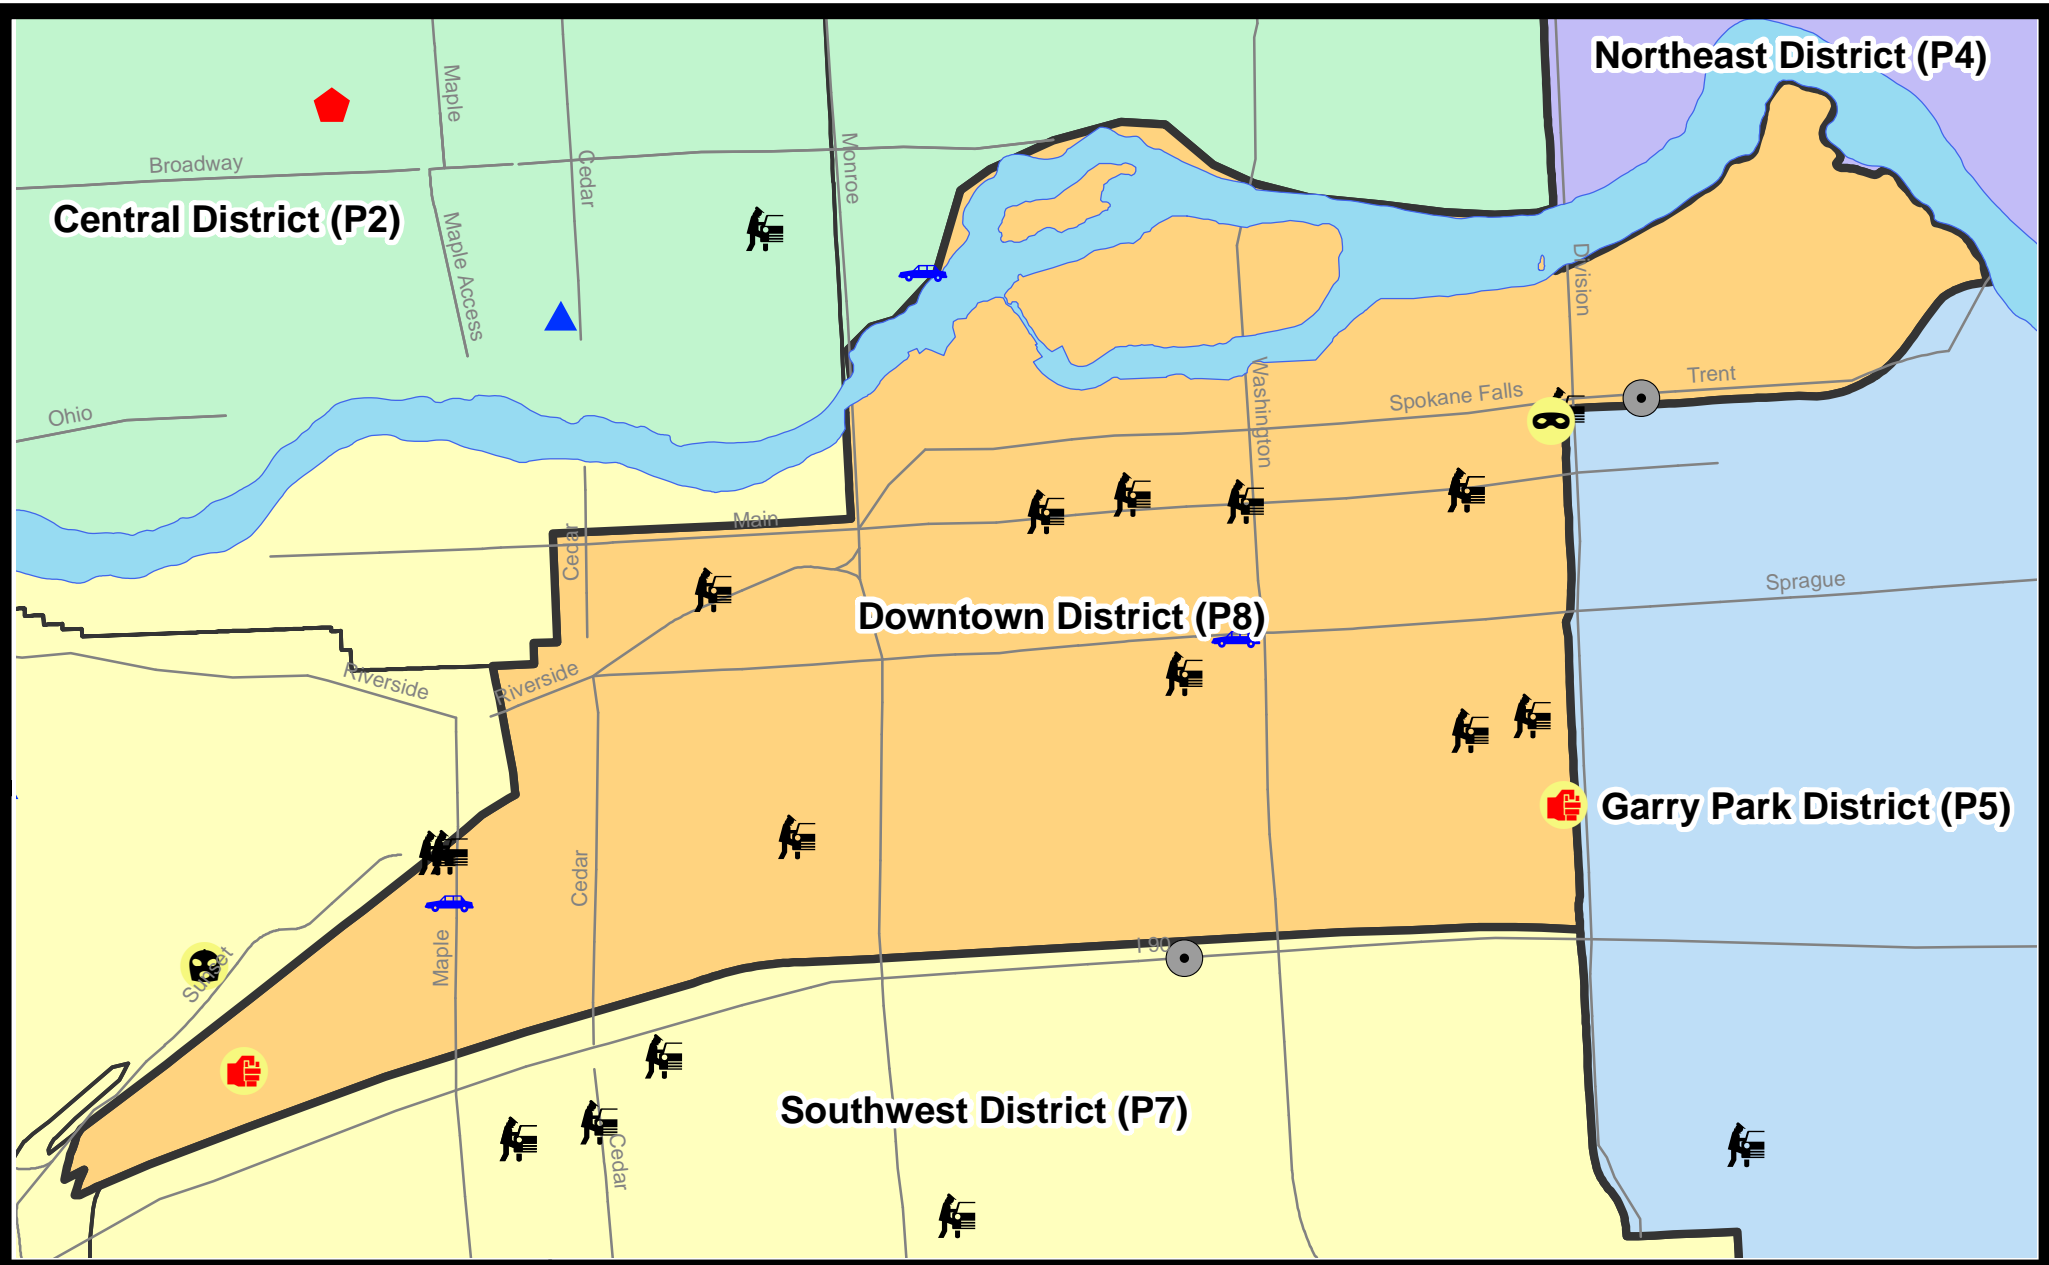 Northeast District (P4)
Maple
Monroe
Broadway
Cedar
Central District (P2)
Maple Access
Division
Washington
Trent
Spokane Falls
Ohio
Main
Cedar
Sprague
Downtown District (P8)
Riverside
Riverside
Garry Park District (P5)
Cedar
Maple
I 90
Sunset
Southwest District (P7)
Cedar